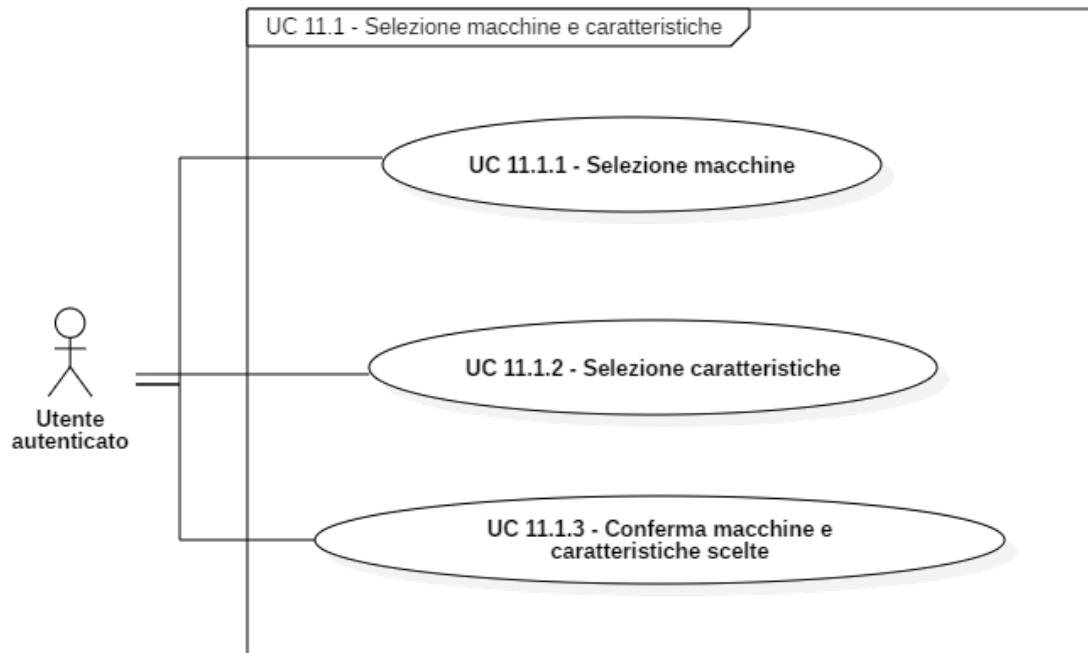 UC 11.1 - Selezione macchine e caratteristiche
UC 11.1.1 - Selezione macchine
UC 11.1.2 - Selezione caratteristiche
Utente
autenticato
UC 11.1.3 - Conferma macchine e
caratteristiche scelte